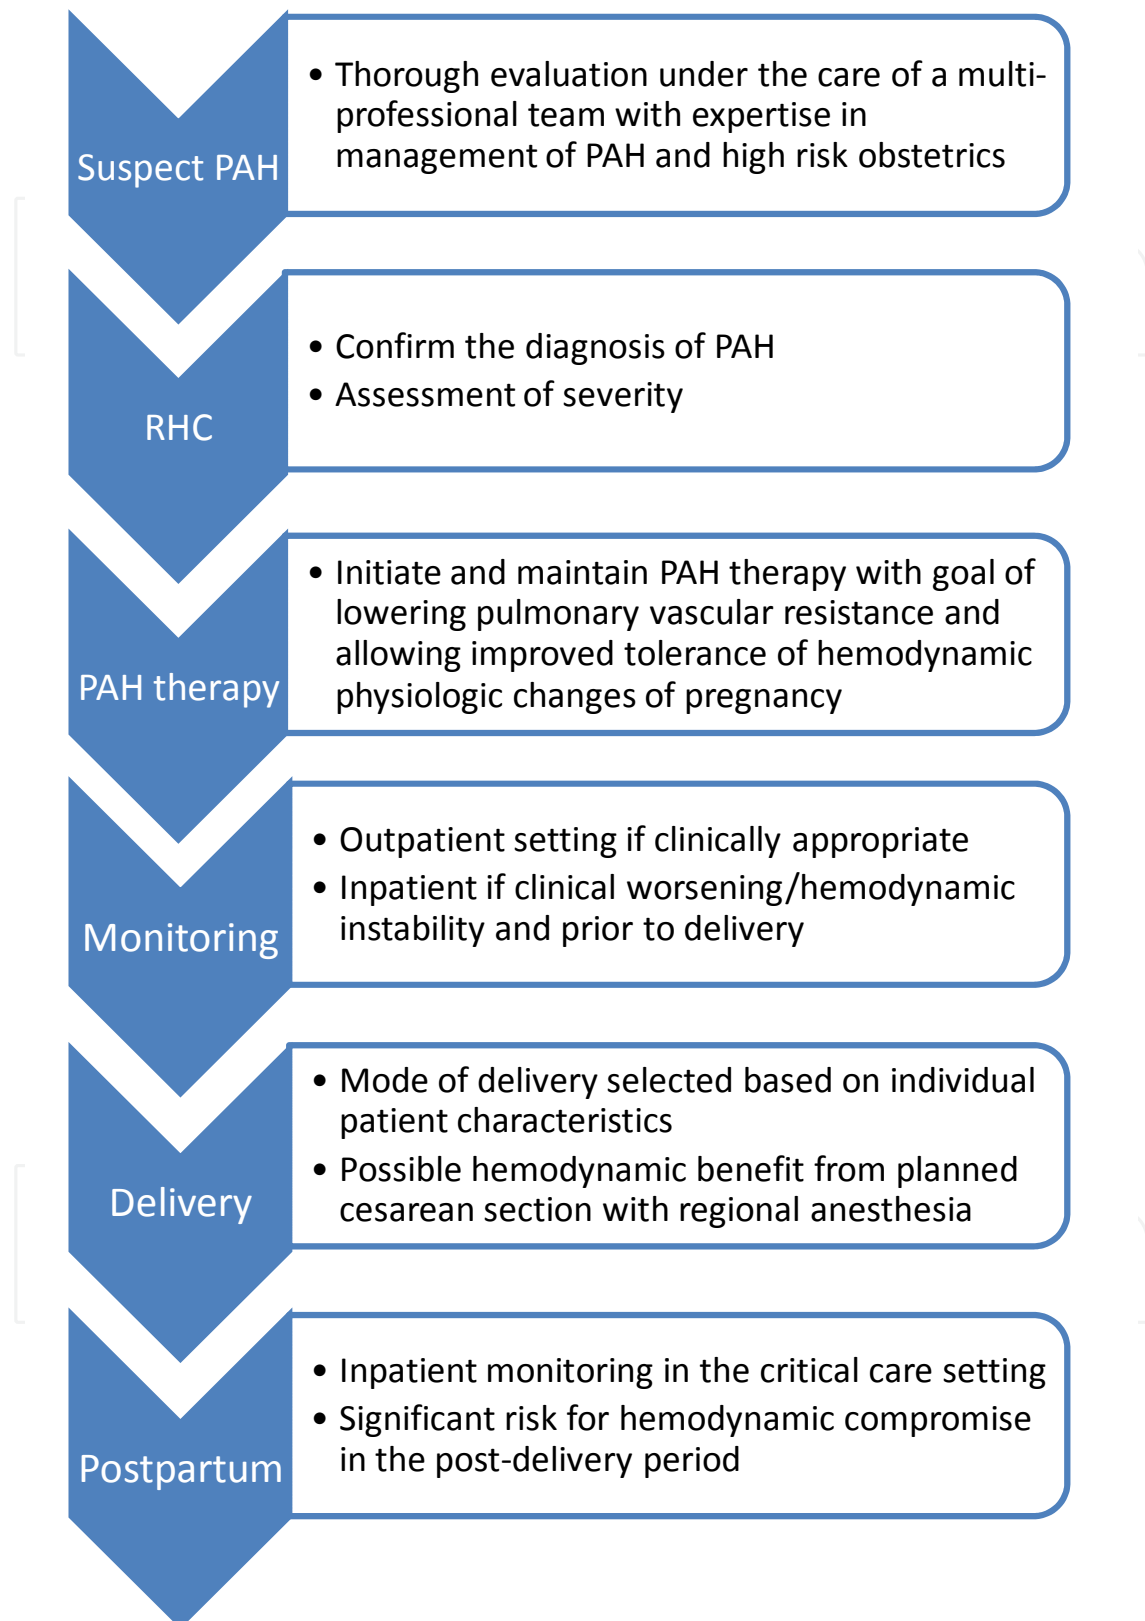 Suspect PAH
• Thorough evaluation under the care of a multi-
professional team with expertise in
management of PAH and high risk obstetrics
RHC
• Confirm the diagnosis of PAH
• Assessment of severity
PAH therapy
• Initiate and maintain PAH therapy with goal of
lowering pulmonary vascular resistance and
allowing improved tolerance of hemodynamic
physiologic changes of pregnancy
Monitoring
• Outpatient setting if clinically appropriate
• Inpatient if clinical worsening/hemodynamic
instability and prior to delivery
Delivery
• Mode of delivery selected based on individual
patient characteristics
• Possible hemodynamic benefit from planned
cesarean section with regional anesthesia
Postpartum
• Inpatient monitoring in the critical care setting
• Significant risk for hemodynamic compromise
in the post-delivery period